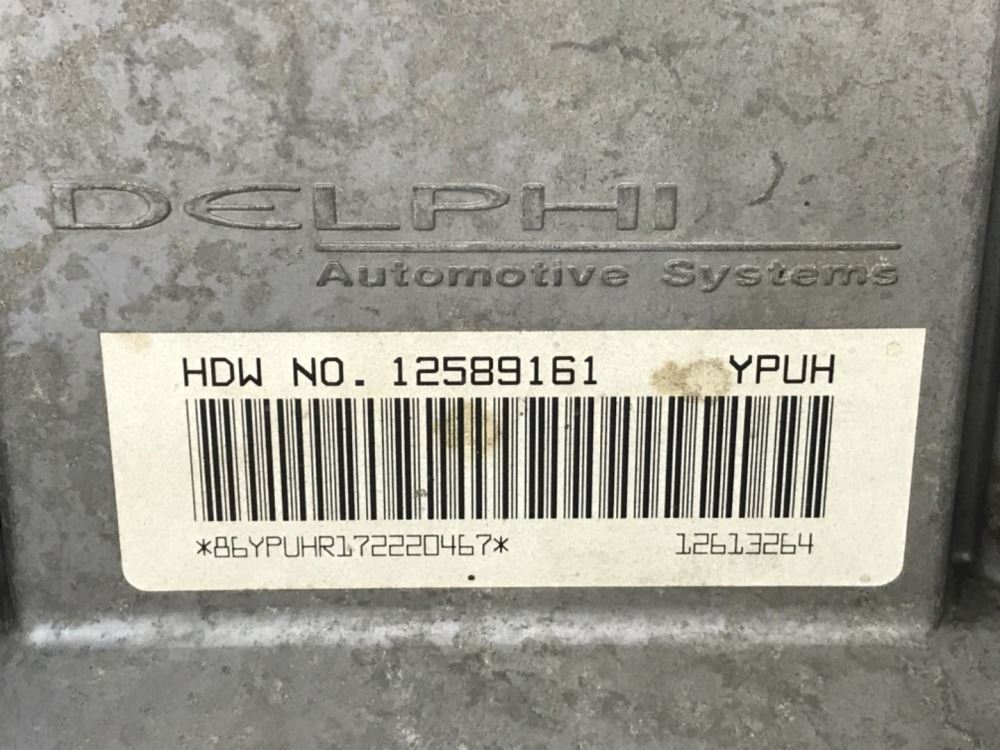 DELPHI
Automotive Systems
HDW NO. 12589161 YPUH
*86YPUHR172220467* 12613264